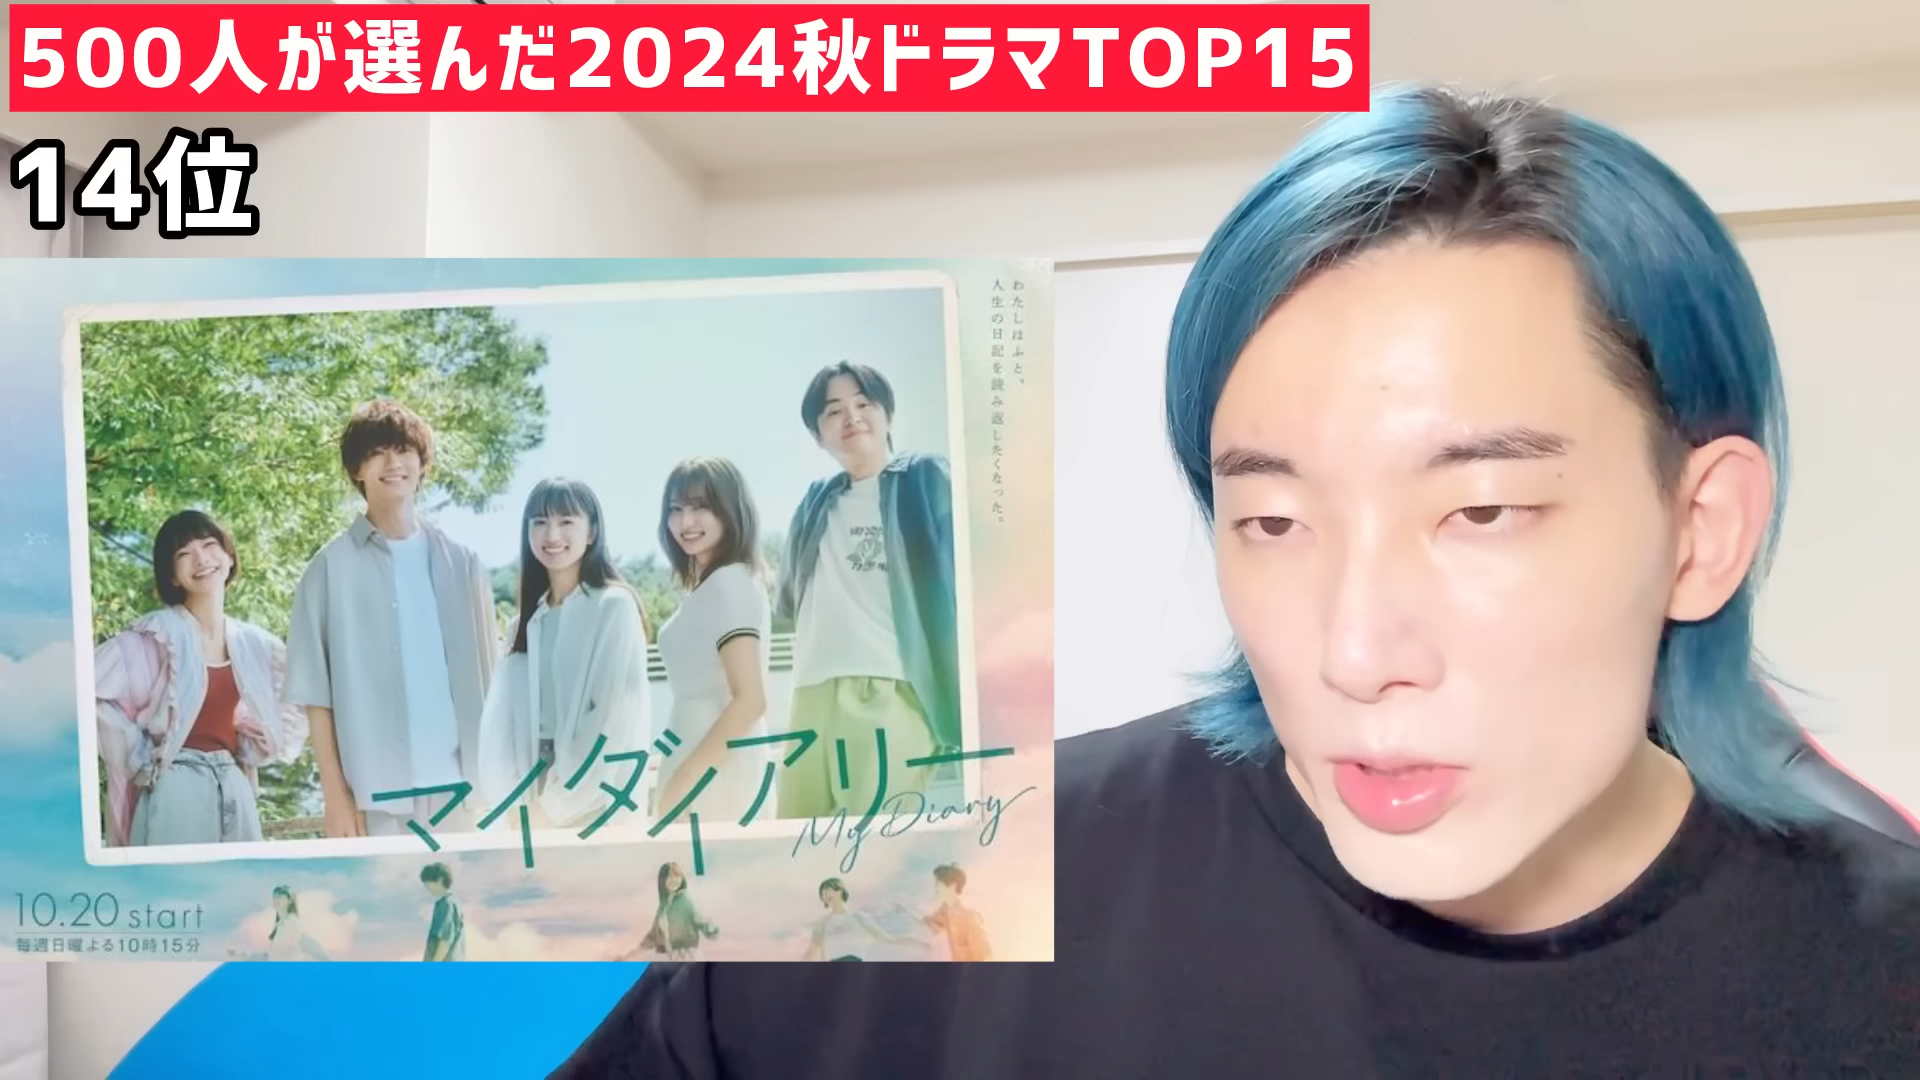 500人が選んだ2024秋ドラマTOP15
14位
わたしはふと、
人生の日記を読み返したくなった。
マイダイアリー
My Diary
10.20 start
毎週日曜よる10時15分